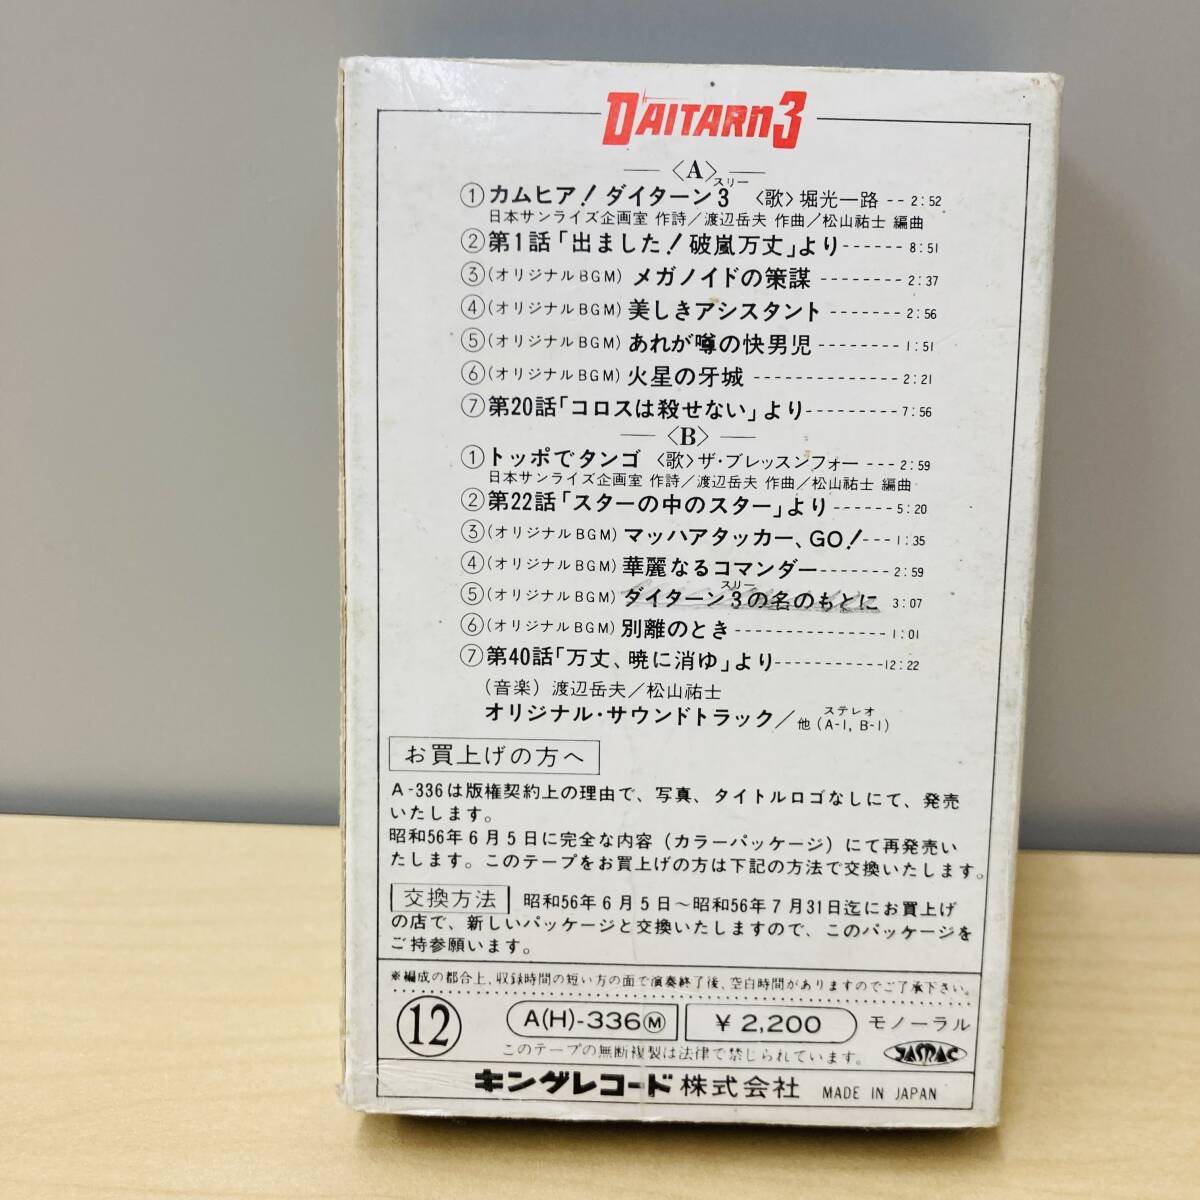 DAITARN3
〈A〉
①カムヒア!ダイターン3 〈歌〉堀光一路 --2:52
スリー
日本サンライズ企画室 作詩/渡辺岳夫 作曲/松山祐士 編曲
②第1話「出ました!破嵐万丈」より------8:51
③(オリジナルBGM) メガノイドの策謀--------2:37
④(オリジナルBGM) 美しきアシスタント-------2:56
⑤(オリジナルBGM) あれが噂の快男児--------1:51
⑥(オリジナルBGM) 火星の牙城--------------2:21
⑦第20話「コロスは殺せない」より---------7:56
〈B〉
①トッポでタンゴ 〈歌〉ザ・ブレッスンフォー---2:59
日本サンライズ企画室 作詩/渡辺岳夫 作曲/松山祐士 編曲
②第22話「スターの中のスター」より-----5:20
③(オリジナルBGM) マッハアタッカー、GO!---1:35
④(オリジナルBGM) 華麗なるコマンダー------2:59
スリー
⑤(オリジナルBGM) ダイターン3の名のもとに 3:07
⑥(オリジナルBGM) 別離のとき---------------1:01
⑦第40話「万丈、暁に消ゆ」より-----------12:22
(音楽) 渡辺岳夫/松山祐士
オリジナル・サウンドトラック/他(A-1, B-1)
ステレオ
お買上げの方へ
A-336は版権契約上の理由で、写真、タイトルロゴなしにて、発売
いたします。
昭和56年6月5日に完全な内容(カラーパッケージ)にて再発売い
たします。このテープをお買上げの方は下記の方法で交換いたします。
交換方法 昭和56年6月5日~昭和56年7月31日迄にお買上げ
の店で、新しいパッケージと交換いたしますので、このパッケージを
ご持参願います。
※編成の都合上、収録時間の短い方の面で演奏終了後、空白時間がありますのでご了承下さい。
⑫ A(H)-336Ⓜ ¥2,200 モノーラル
このテープの無断複製は法律で禁じられています。 JASRAC
キングレコード株式会社 MADE IN JAPAN